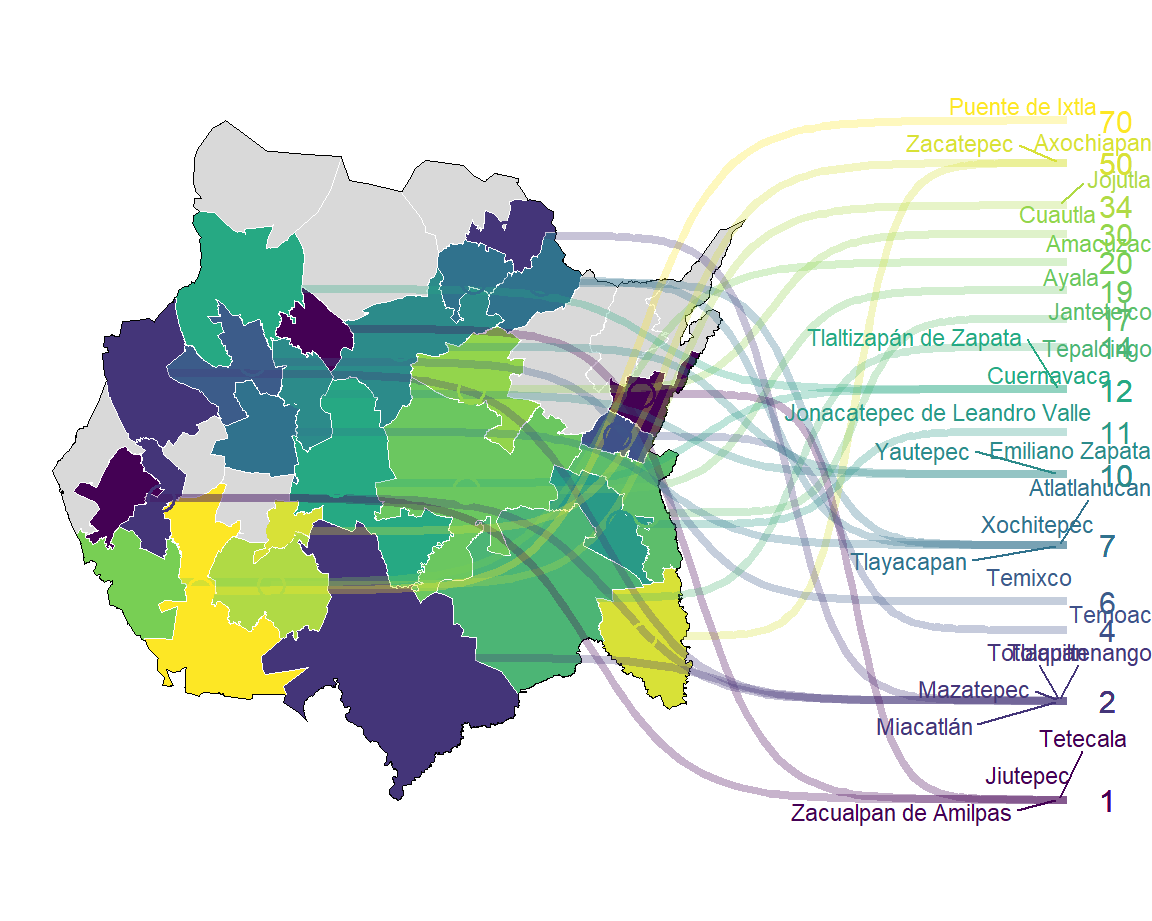 Puente de Ixtla
70
Zacatepec
Axochiapan
50
Jojutla
34
Cuautla
30
Amacuzac
20
Ayala
19
Jantetelco
17
Tepalcingo
14
Tlaltizapán de Zapata
Cuernavaca
12
Jonacatepec de Leandro Valle
11
Yautepec
Emiliano Zapata
10
Atlatlahucan
Xochitepec
7
Tlayacapan
Temixco
6
Temoac
4
Totolapan
Tlaquiltenango
Mazatepec
2
Miacatlán
Tetecala
Jiutepec
1
Zacualpan de Amilpas